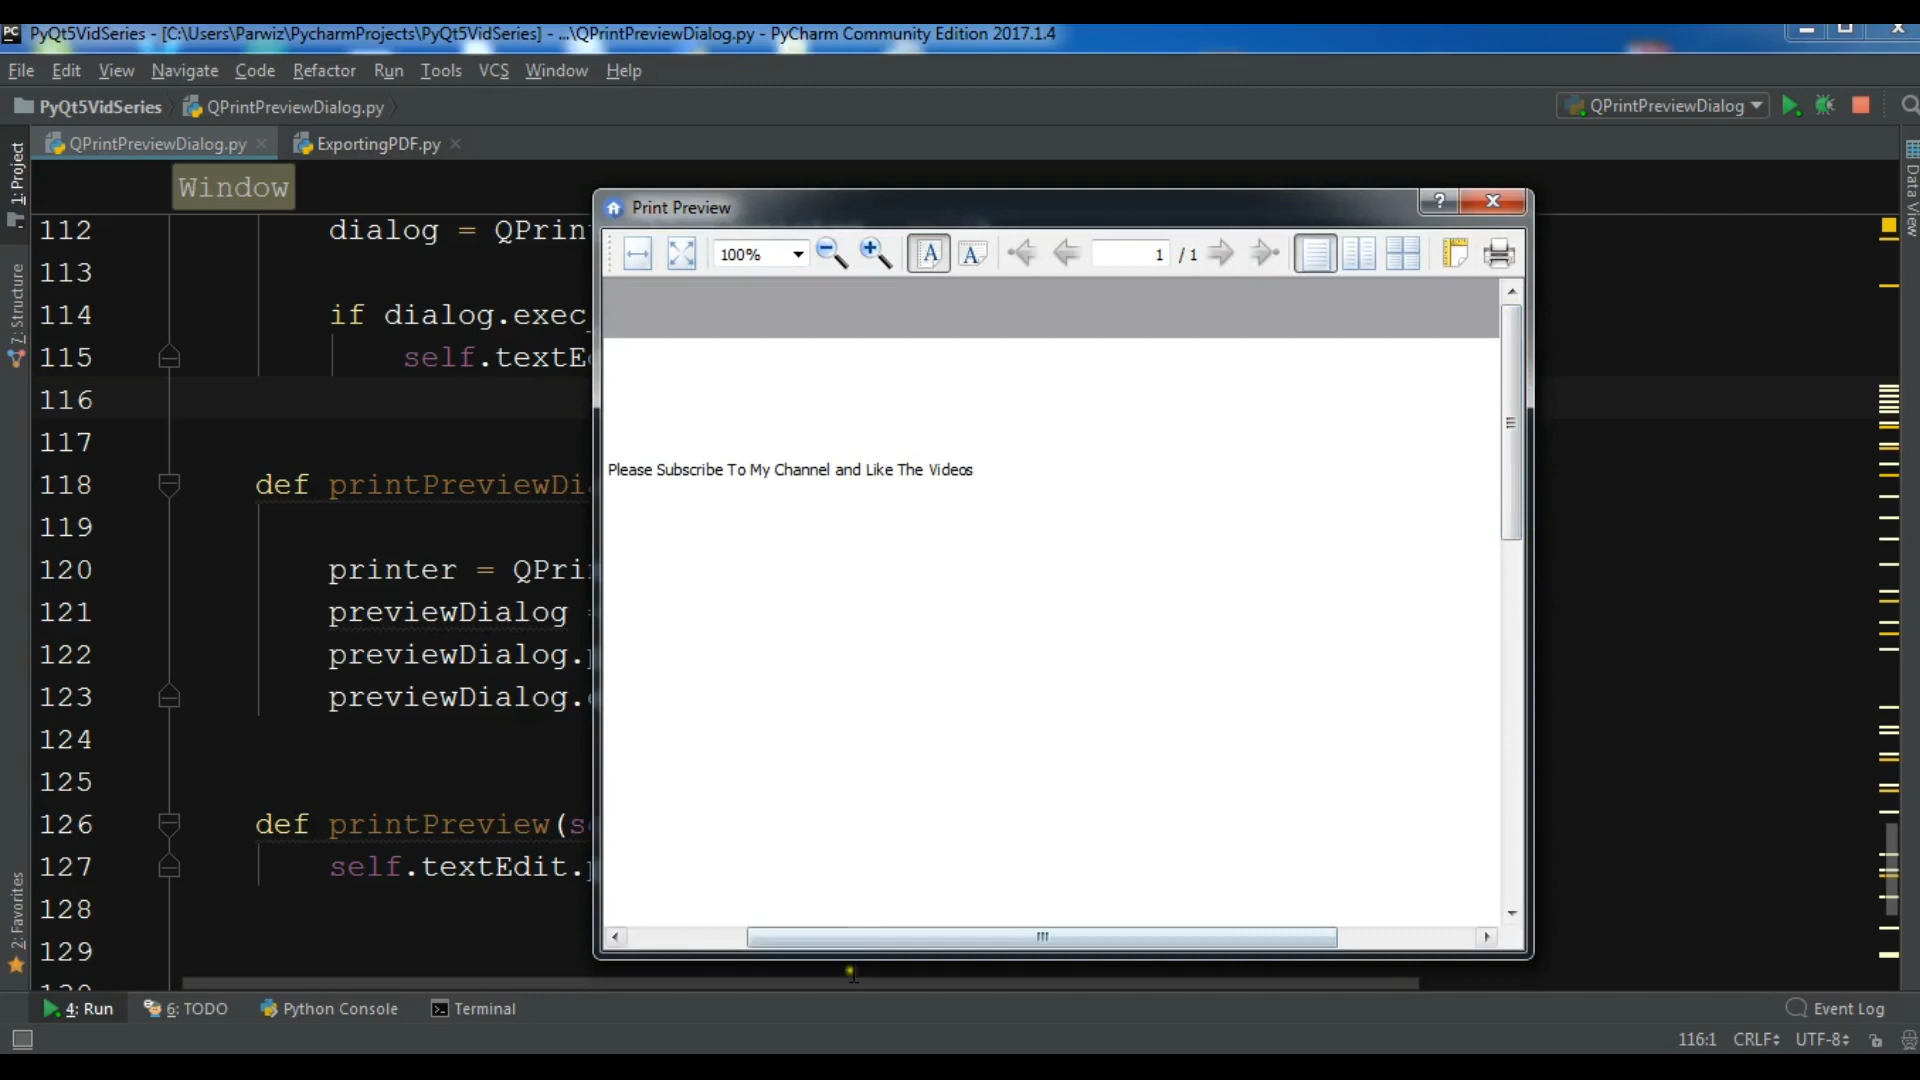 PC PyQt5VidSeries - [C:\Users\Parwiz\PycharmProjects\PyQt5VidSeries] - ...\QPrintPreviewDialog.py - PyCharm Community Edition 2017.1.4
File Edit View Navigate Code Refactor Run Tools VCS Window Help
PyQt5VidSeries QPrintPreviewDialog.py QPrintPreviewDialog
QPrintPreviewDialog.py ExportingPDF.py
1: Project
7: Structure
2: Favorites
Data View
Window
112 dialog = QPrin
113
114 if dialog.exec_
115 self.textE
116
117
118 def printPreviewDi
119
120 printer = QPri
121 previewDialog
122 previewDialog.
123 previewDialog.
124
125
126 def printPreview(s
127 self.textEdit.
128
129
Print Preview
?
100% A A 1 / 1
Please Subscribe To My Channel and Like The Videos
4: Run 6: TODO Python Console Terminal Event Log
116:1 CRLF UTF-8